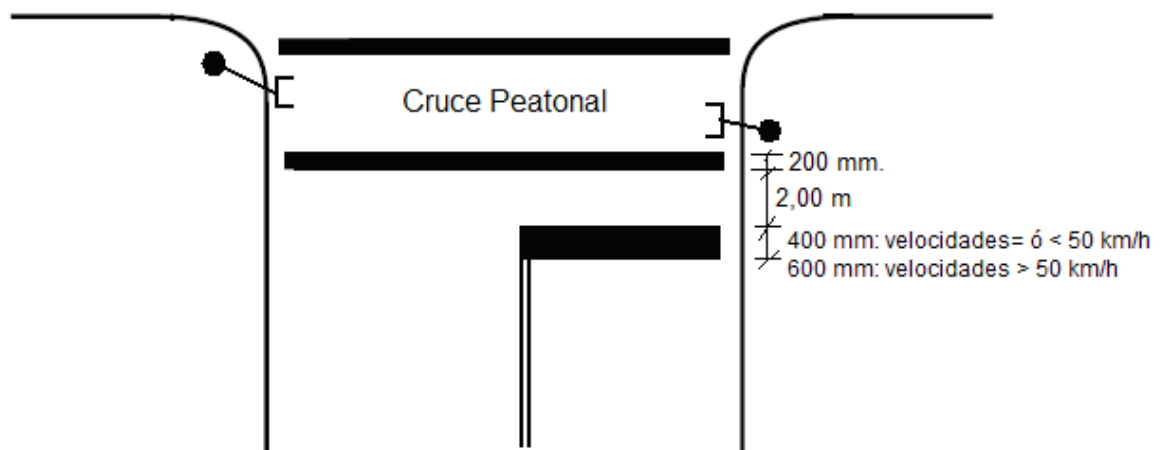 Cruce Peatonal
200 mm.
2,00 m
400 mm: velocidades= ó < 50 km/h
600 mm: velocidades > 50 km/h